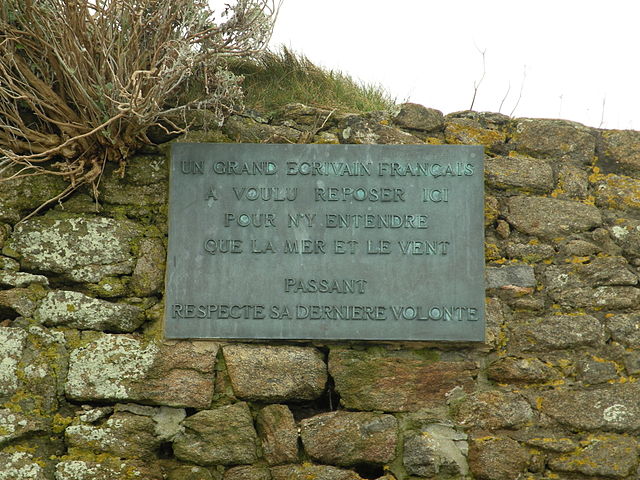 UN GRAND ECRIVAIN FRANÇAIS
A VOULU REPOSER ICI
POUR N'Y ENTENDRE
QUE LA MER ET LE VENT
PASSANT
RESPECTE SA DERNIERE VOLONTE